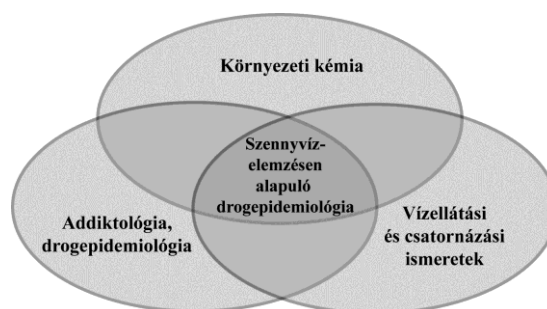 Környezeti kémia
Szennyvíz-
elemzésen
alapuló
drogepidemiológia
Addiktológia,
drogepidemiológia
Vízellátási
és csatornázási
ismeretek